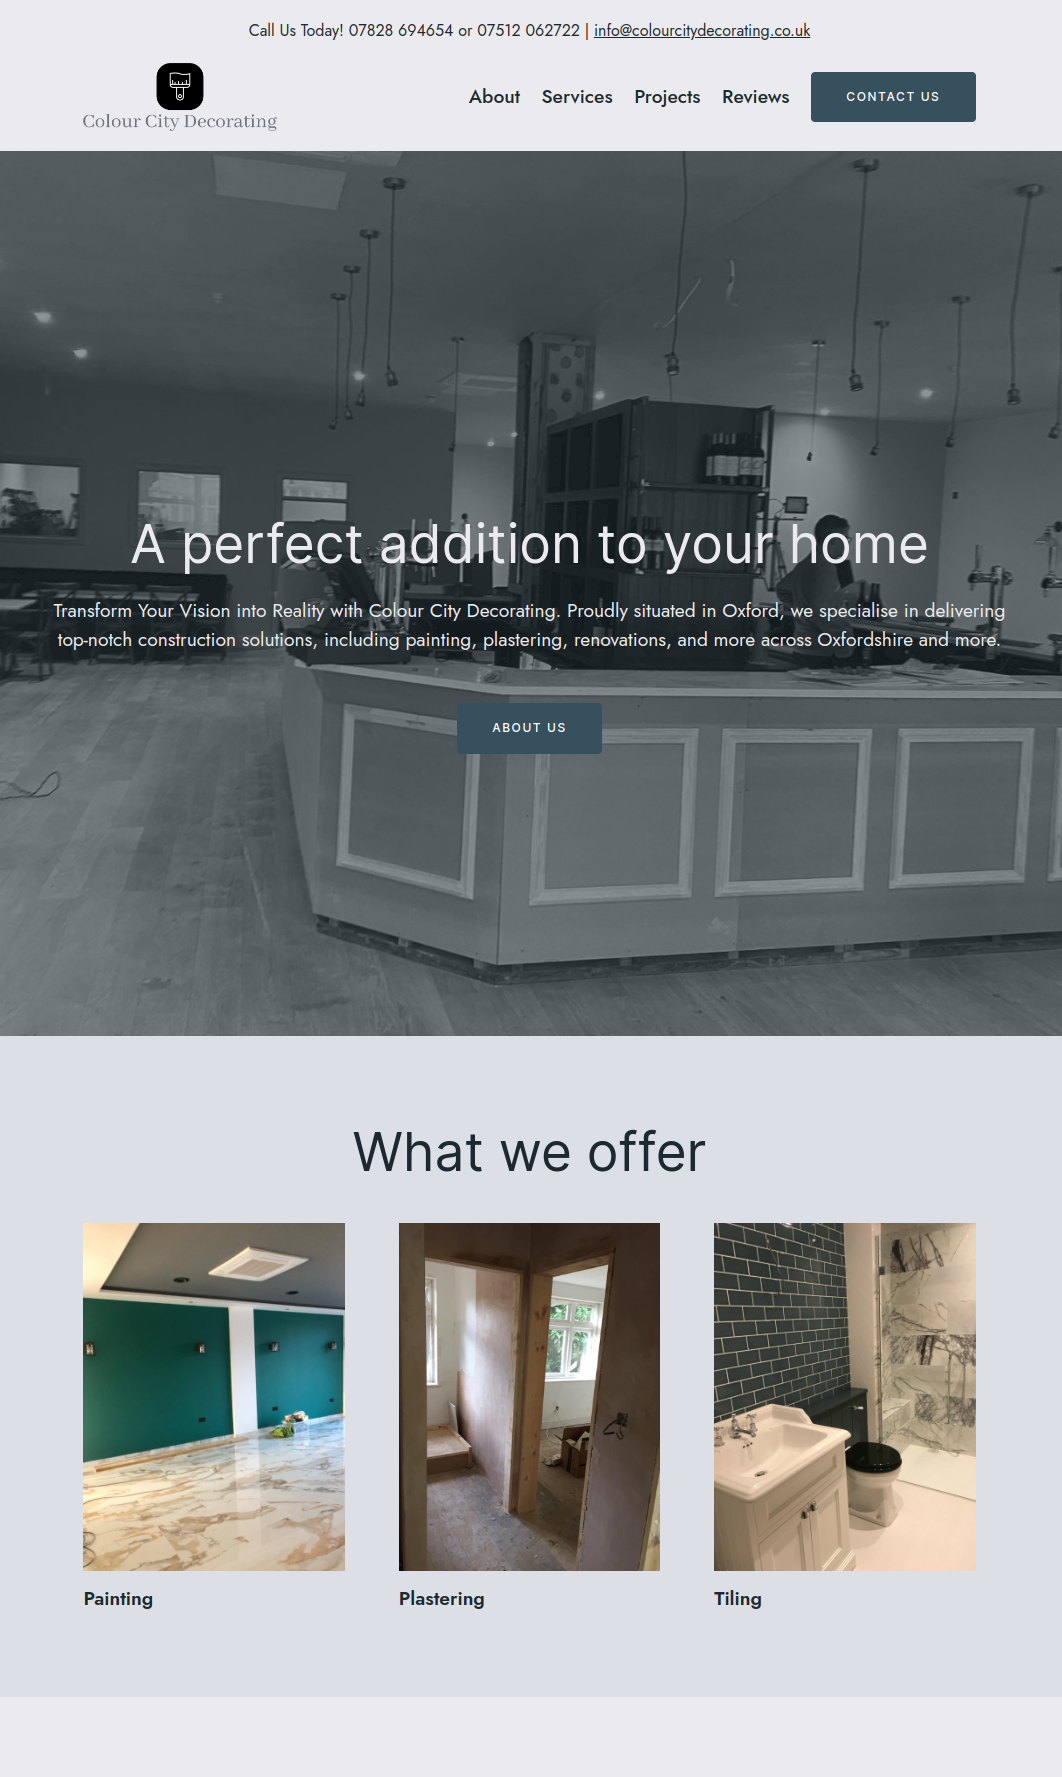 Call Us Today! 07828 694654 or 07512 062722 | info@colourcitydecorating.co.uk
Colour City Decorating
About Services Projects Reviews CONTACT US
A perfect addition to your home
Transform Your Vision into Reality with Colour City Decorating. Proudly situated in Oxford, we specialise in delivering
top-notch construction solutions, including painting, plastering, renovations, and more across Oxfordshire and more.
ABOUT US
What we offer
Painting
Plastering
Tiling